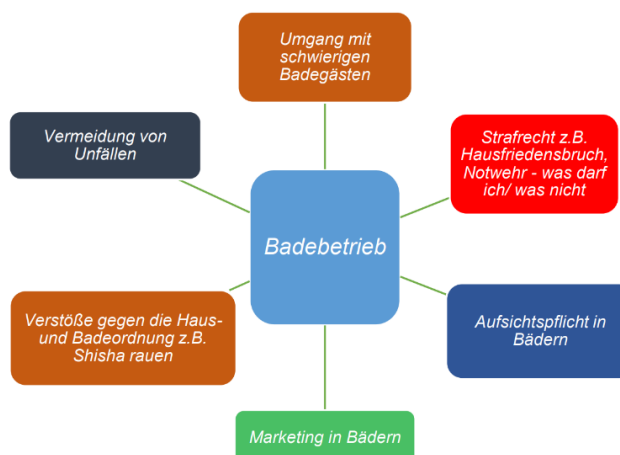 Umgang mit
schwierigen
Badegästen
Vermeidung von
Unfällen
Strafrecht z.B.
Hausfriedensbruch,
Notwehr - was darf
ich/ was nicht
Badebetrieb
Verstöße gegen die Haus-
und Badeordnung z.B.
Shisha rauen
Aufsichtspflicht in
Bädern
Marketing in Bädern